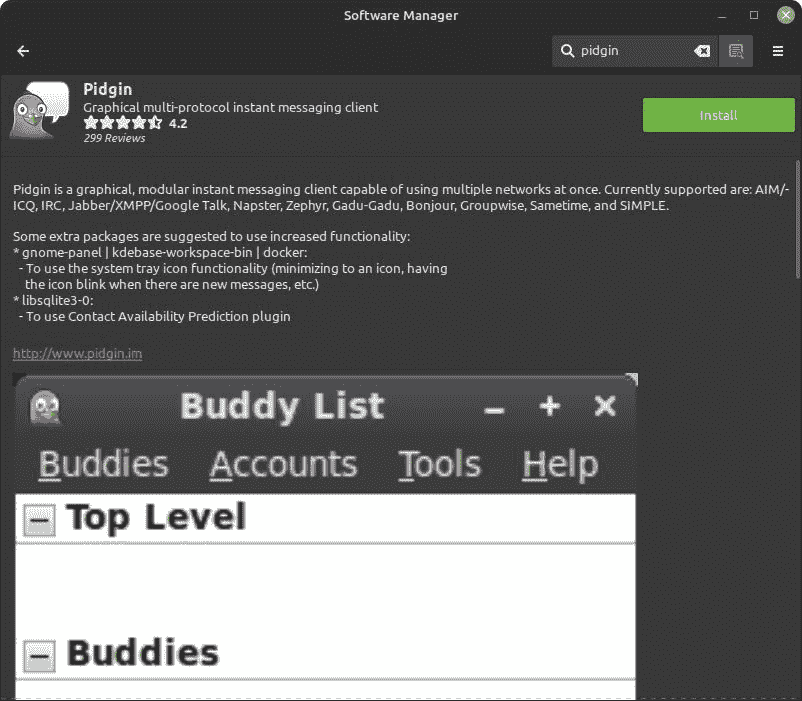 Software Manager
pidgin
Pidgin
Graphical multi-protocol instant messaging client
4.2
299 Reviews
Install
Pidgin is a graphical, modular instant messaging client capable of using multiple networks at once. Currently supported are: AIM/-
ICQ, IRC, Jabber/XMPP/Google Talk, Napster, Zephyr, Gadu-Gadu, Bonjour, Groupwise, Sametime, and SIMPLE.
Some extra packages are suggested to use increased functionality:
* gnome-panel | kdebase-workspace-bin | docker:
- To use the system tray icon functionality (minimizing to an icon, having
the icon blink when there are new messages, etc.)
* libsqlite3-0:
- To use Contact Availability Prediction plugin
http://www.pidgin.im
Buddy List
Buddies Accounts Tools Help
Top Level
Buddies